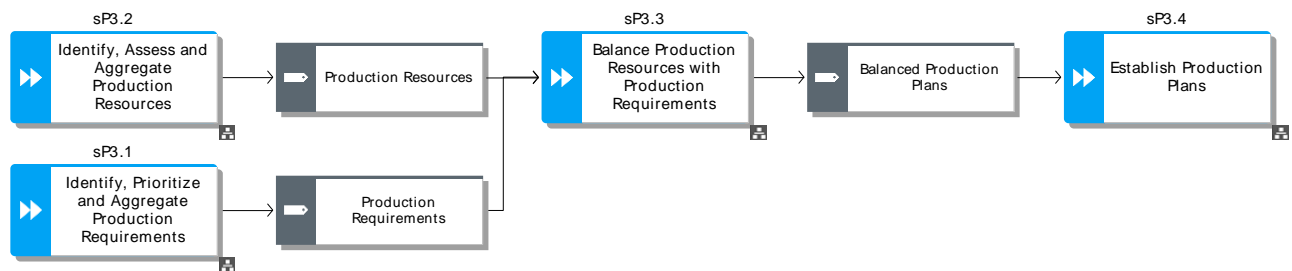 sP3.2
Identify, Assess and
Aggregate
Production
Resources
Production Resources
sP3.3
Balance Production
Resources with
Production
Requirements
Balanced Production
Plans
sP3.4
Establish Production
Plans
sP3.1
Identify, Prioritize
and Aggregate
Production
Requirements
Production
Requirements